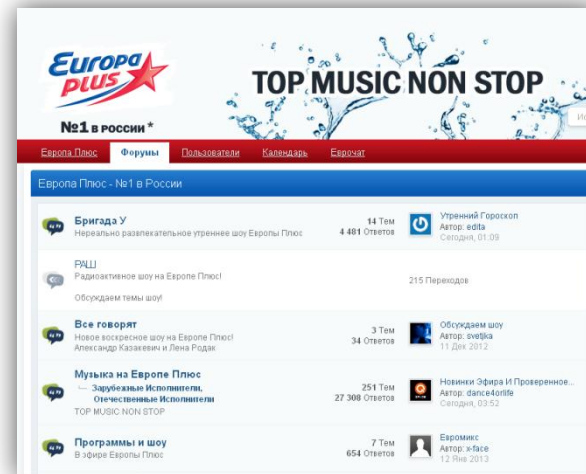 Europa
PLUS
TOP MUSIC NON STOP
№1 в россии *
Европа Плюс Форумы Пользователи Календарь Еврочат
Европа Плюс - №1 в России
Бригада У
Нереально развлекательное утреннее шоу Европы Плюс
14 Тем
4 481 Ответов
Утренний Гороскоп
Автор: edita
Сегодня, 01:09
РАШ
Радиоактивное шоу на Европе Плюс!
Обсуждаем темы шоу!
215 Переходов
Все говорят
Новое воскресное шоу на Европе Плюс!
Александр Казакевич и Лена Родак.
3 Тем
34 Ответов
Обсуждаем шоу
Автор: svetjka
11 Дек 2012
Музыка на Европе Плюс
Зарубежные Исполнители,
Отечественные Исполнители
TOP MUSIC NON STOP
251 Тем
27 308 Ответов
Новинки Эфира И Проверенное...
Автор: dance4orlife
Сегодня, 03:52
Программы и шоу
В эфире Европы Плюс
7 Тем
654 Ответов
Евромикс
Автор: x-face
12 Янв 2013